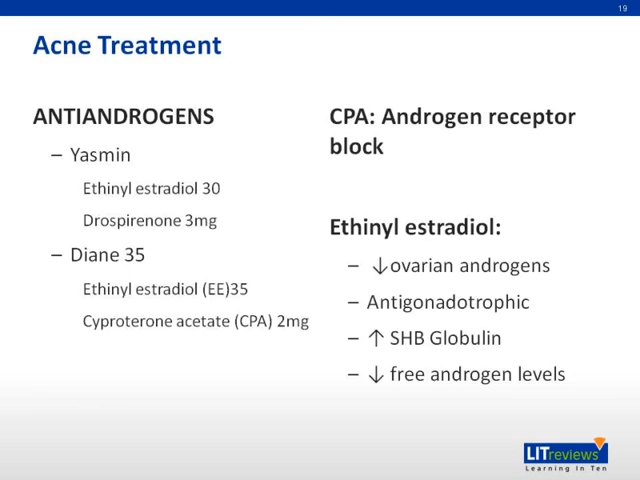 19
Acne Treatment
ANTIANDROGENS
– Yasmin
Ethinyl estradiol 30
Drospirenone 3mg
– Diane 35
Ethinyl estradiol (EE)35
Cyproterone acetate (CPA) 2mg
CPA: Androgen receptor
block
Ethinyl estradiol:
– ↓ovarian androgens
– Antigonadotrophic
– ↑ SHB Globulin
– ↓ free androgen levels
LITreviews
Learning In Ten